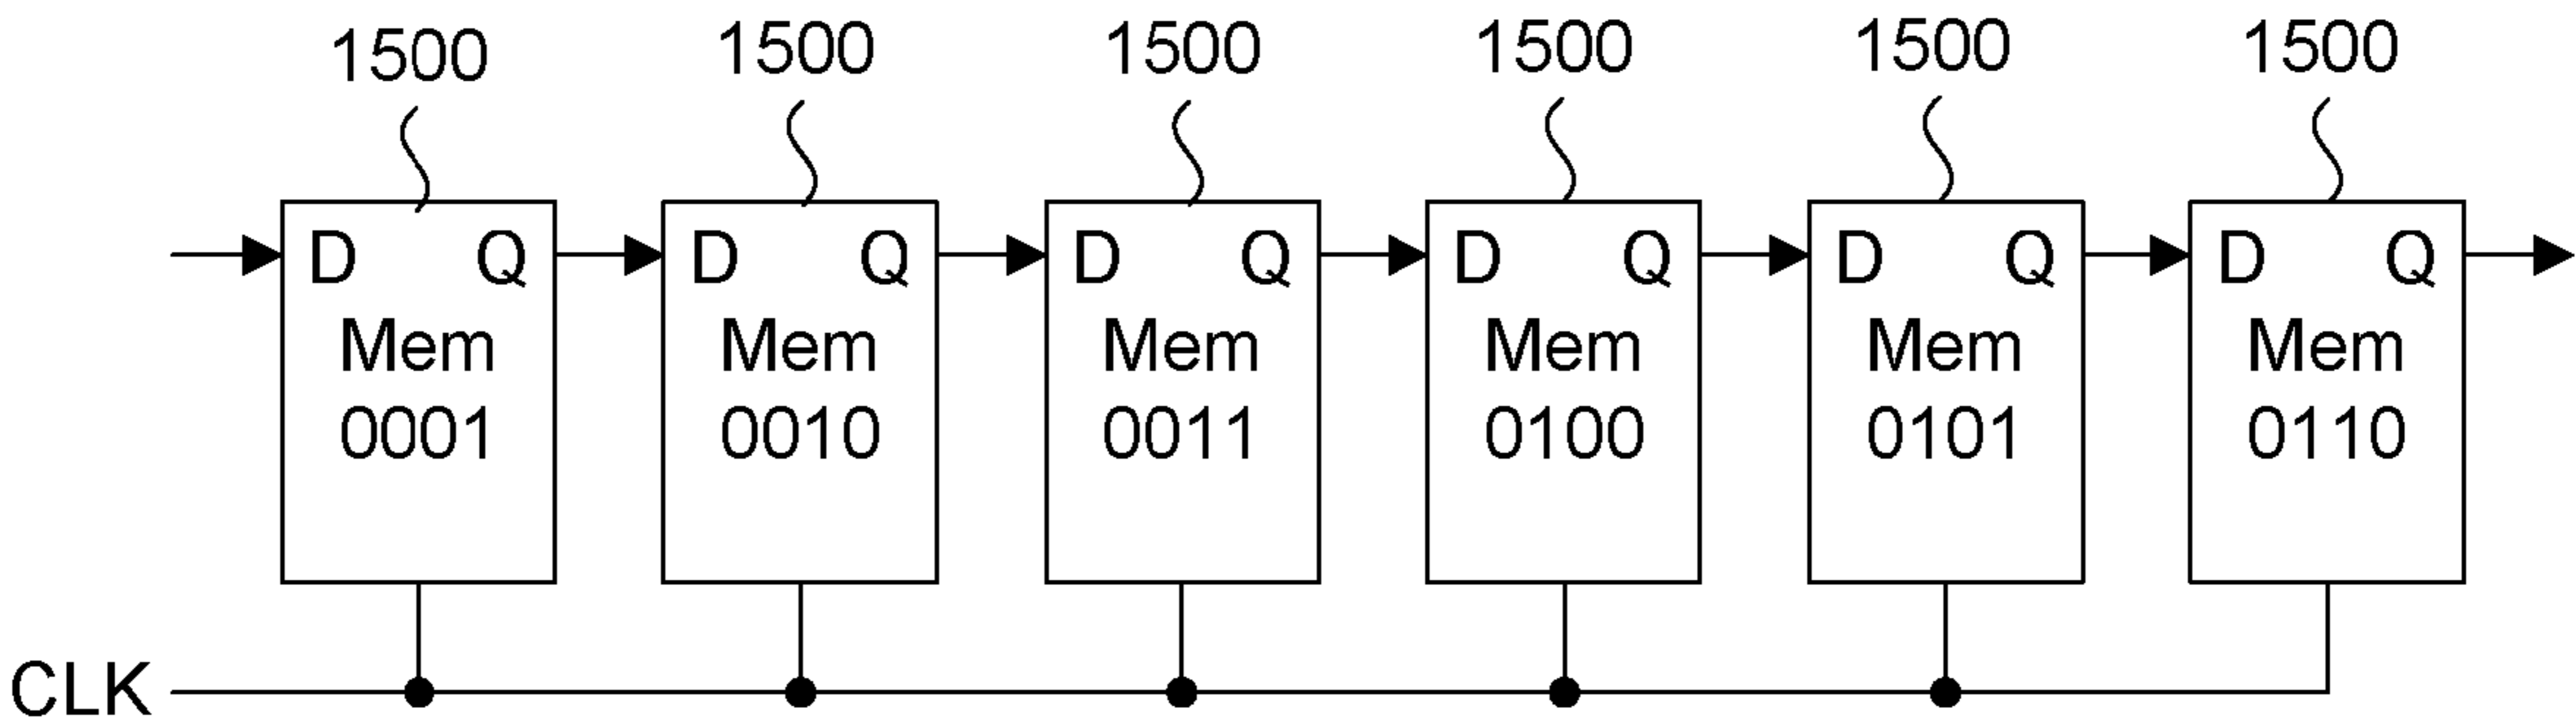 1500 1500 1500 1500 1500 1500
D Q D Q D Q D Q D Q D Q
Mem Mem Mem Mem Mem Mem
0001 0010 0011 0100 0101 0110
CLK